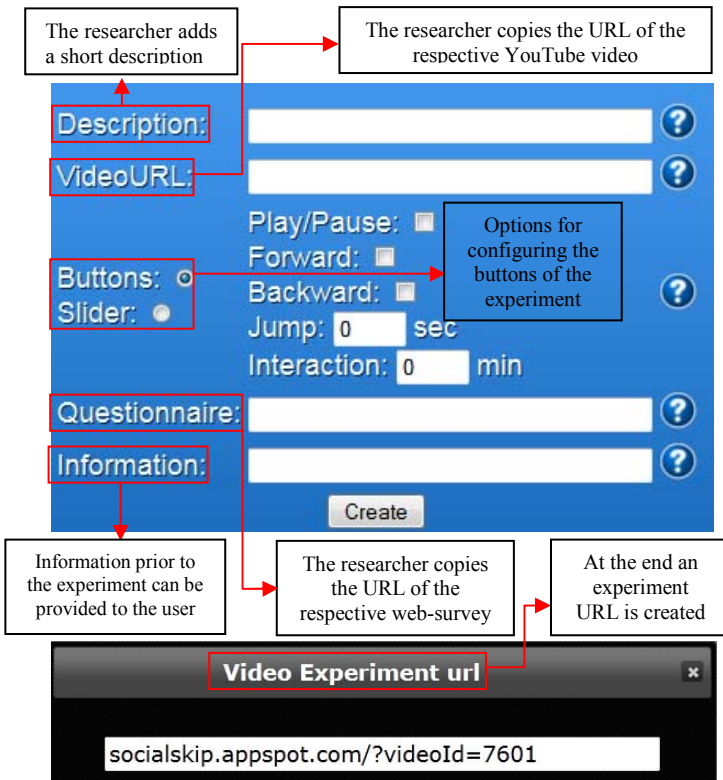 The researcher adds
a short description
The researcher copies the URL of the
respective YouTube video
Description:
VideoURL:
Play/Pause:
Forward:
Buttons:
Backward:
Slider:
Jump: 0 sec
Interaction: 0 min
Options for
configuring the
buttons of the
experiment
Questionnaire:
Information:
Create
Information prior to
the experiment can be
provided to the user
The researcher copies
the URL of the
respective web-survey
At the end an
experiment
URL is created
Video Experiment url
socialskip.appspot.com/?videoId=7601